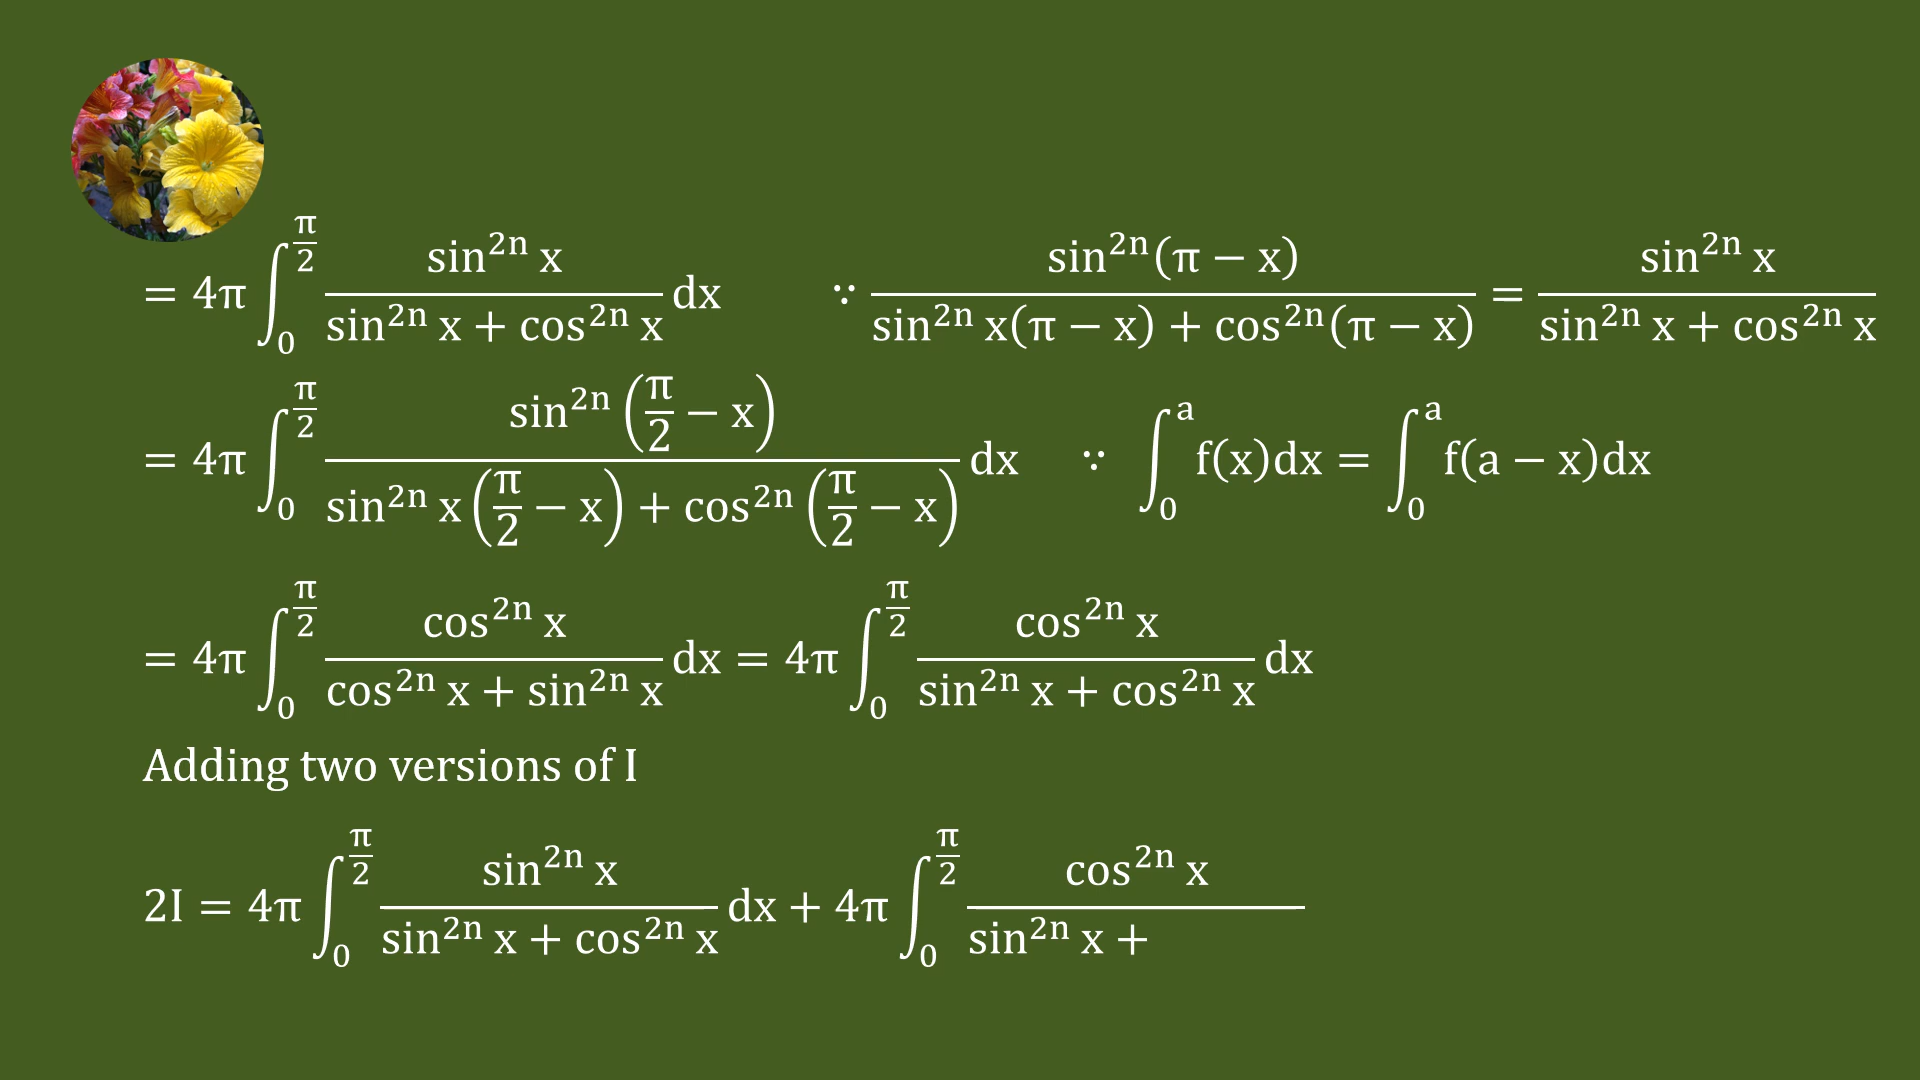 = 4π ∫₀^(π/2) sin²ⁿ x / (sin²ⁿ x + cos²ⁿ x) dx ∵ sin²ⁿ(π − x) / (sin²ⁿ x(π − x) + cos²ⁿ(π − x)) = sin²ⁿ x / (sin²ⁿ x + cos²ⁿ x)
= 4π ∫₀^(π/2) sin²ⁿ (π/2 − x) / (sin²ⁿ x (π/2 − x) + cos²ⁿ (π/2 − x)) dx ∵ ∫₀^a f(x)dx = ∫₀^a f(a − x)dx
= 4π ∫₀^(π/2) cos²ⁿ x / (cos²ⁿ x + sin²ⁿ x) dx = 4π ∫₀^(π/2) cos²ⁿ x / (sin²ⁿ x + cos²ⁿ x) dx
Adding two versions of I
2I = 4π ∫₀^(π/2) sin²ⁿ x / (sin²ⁿ x + cos²ⁿ x) dx + 4π ∫₀^(π/2) cos²ⁿ x / (sin²ⁿ x +